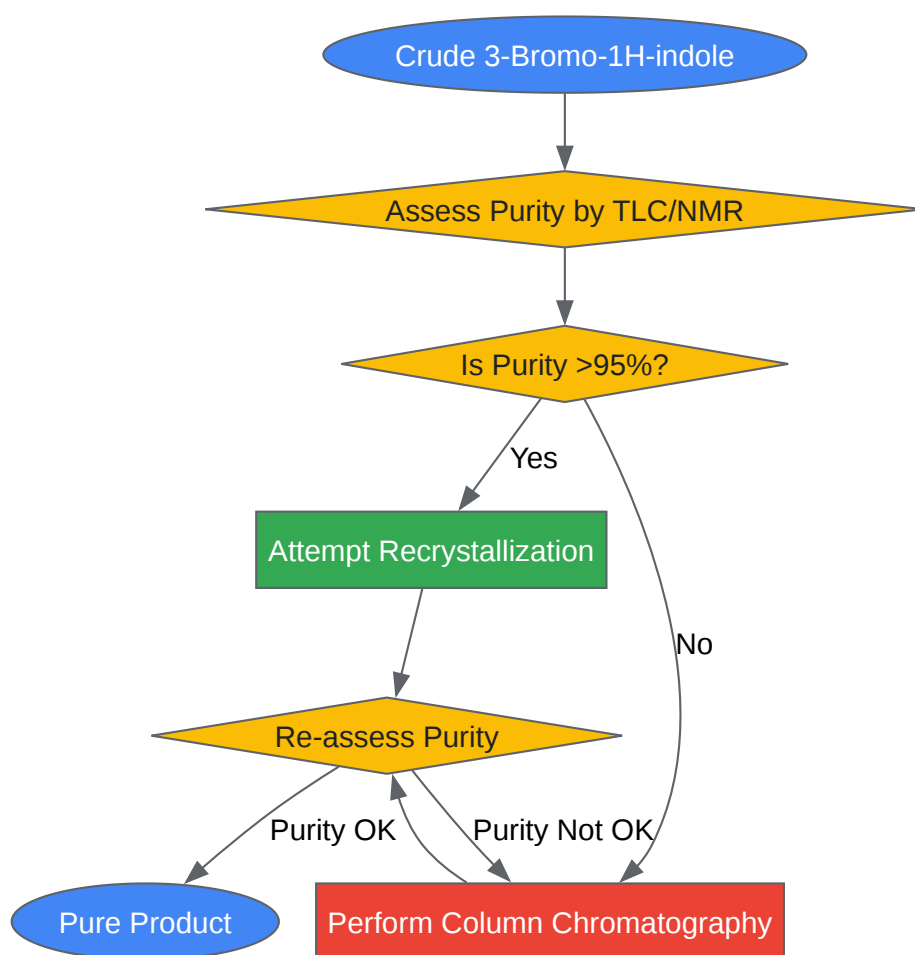 Crude 3-Bromo-1H-indole
Assess Purity by TLC/NMR
Is Purity >95%?
Yes
Attempt Recrystallization
No
Re-assess Purity
Purity OK
Purity Not OK
Pure Product
Perform Column Chromatography